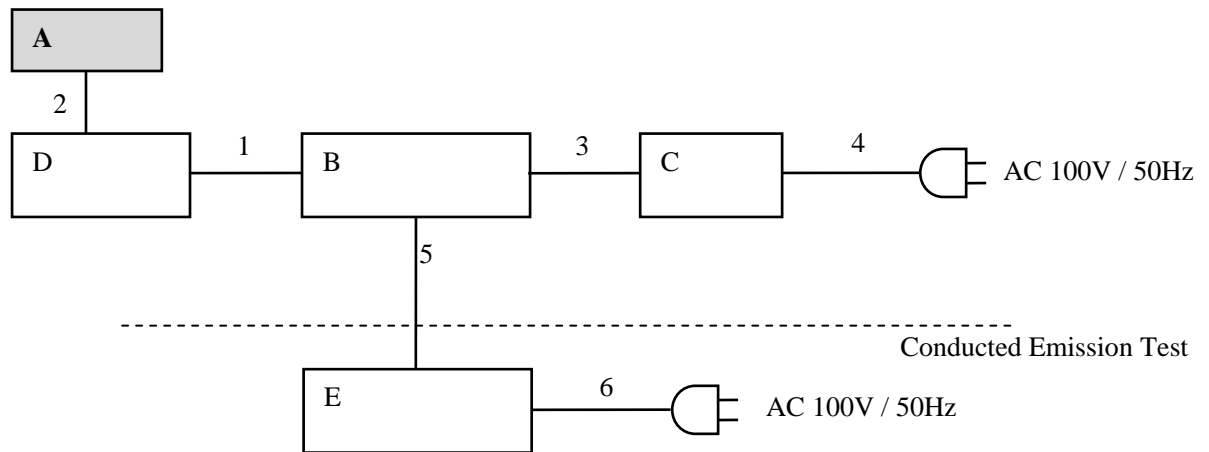 A
2
D
1
B
3
C
4
AC 100V / 50Hz
5
Conducted Emission Test
E
6
AC 100V / 50Hz